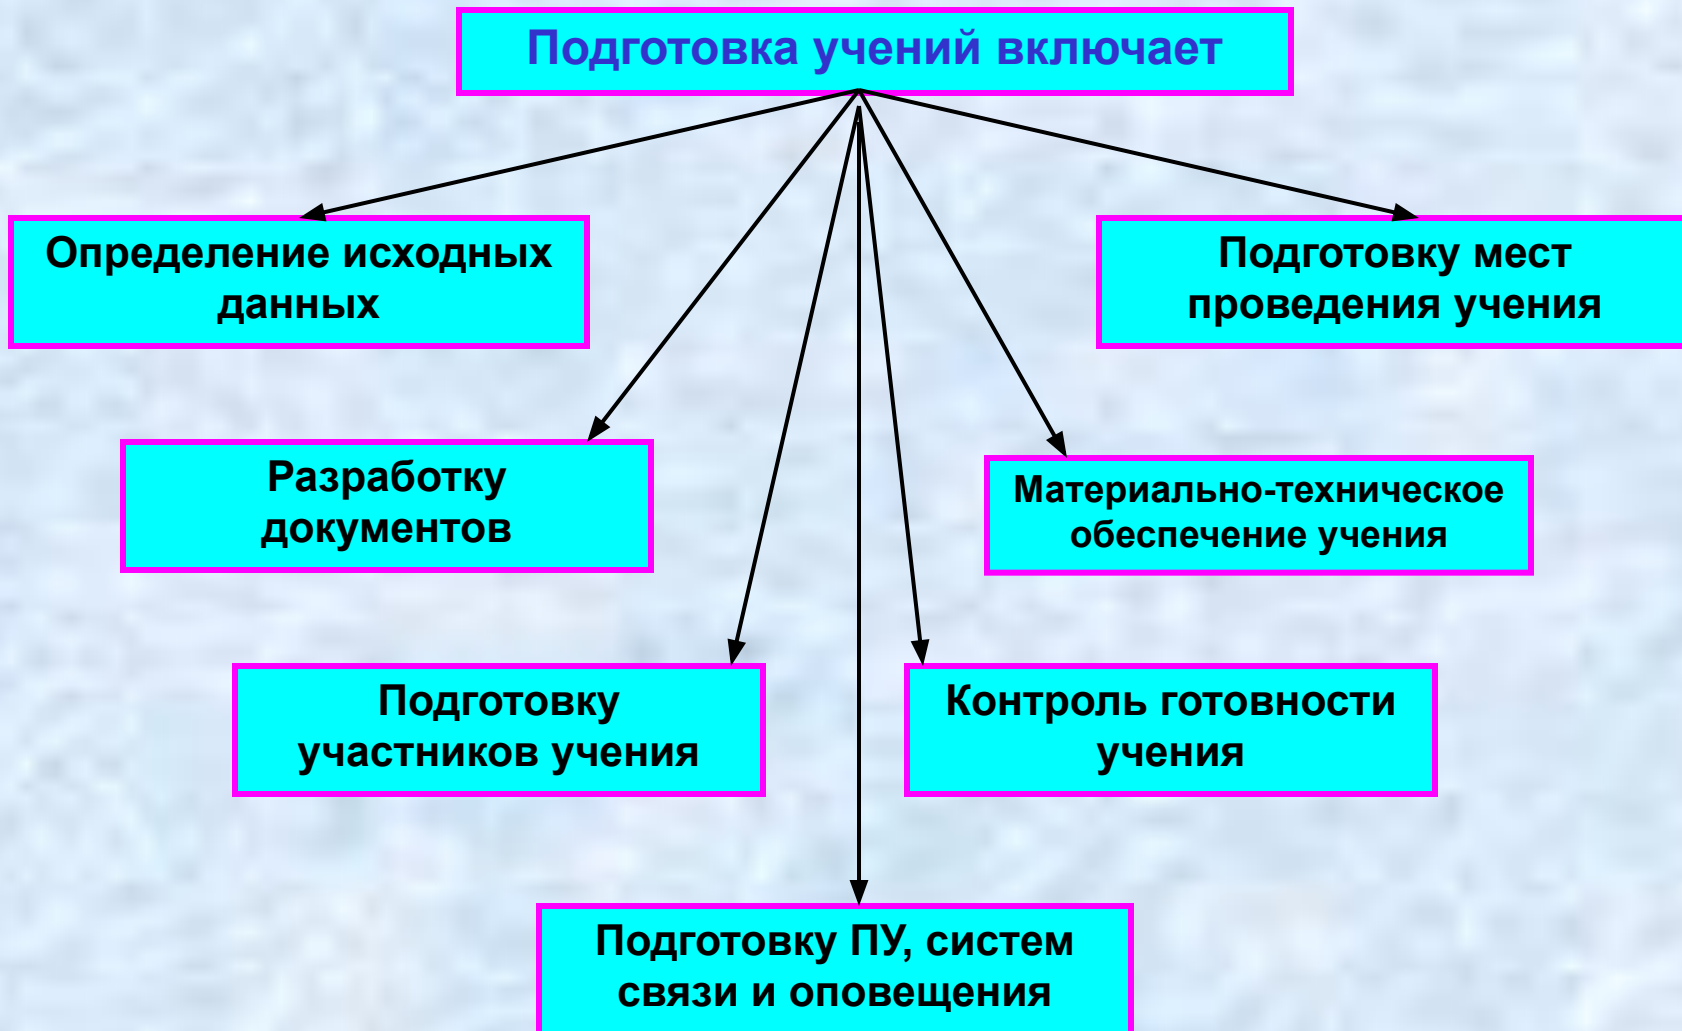 Подготовка учений включает
Определение исходных
данных
Подготовку мест
проведения учения
Разработку
документов
Материально-техническое
обеспечение учения
Подготовку
участников учения
Контроль готовности
учения
Подготовку ПУ, систем
связи и оповещения